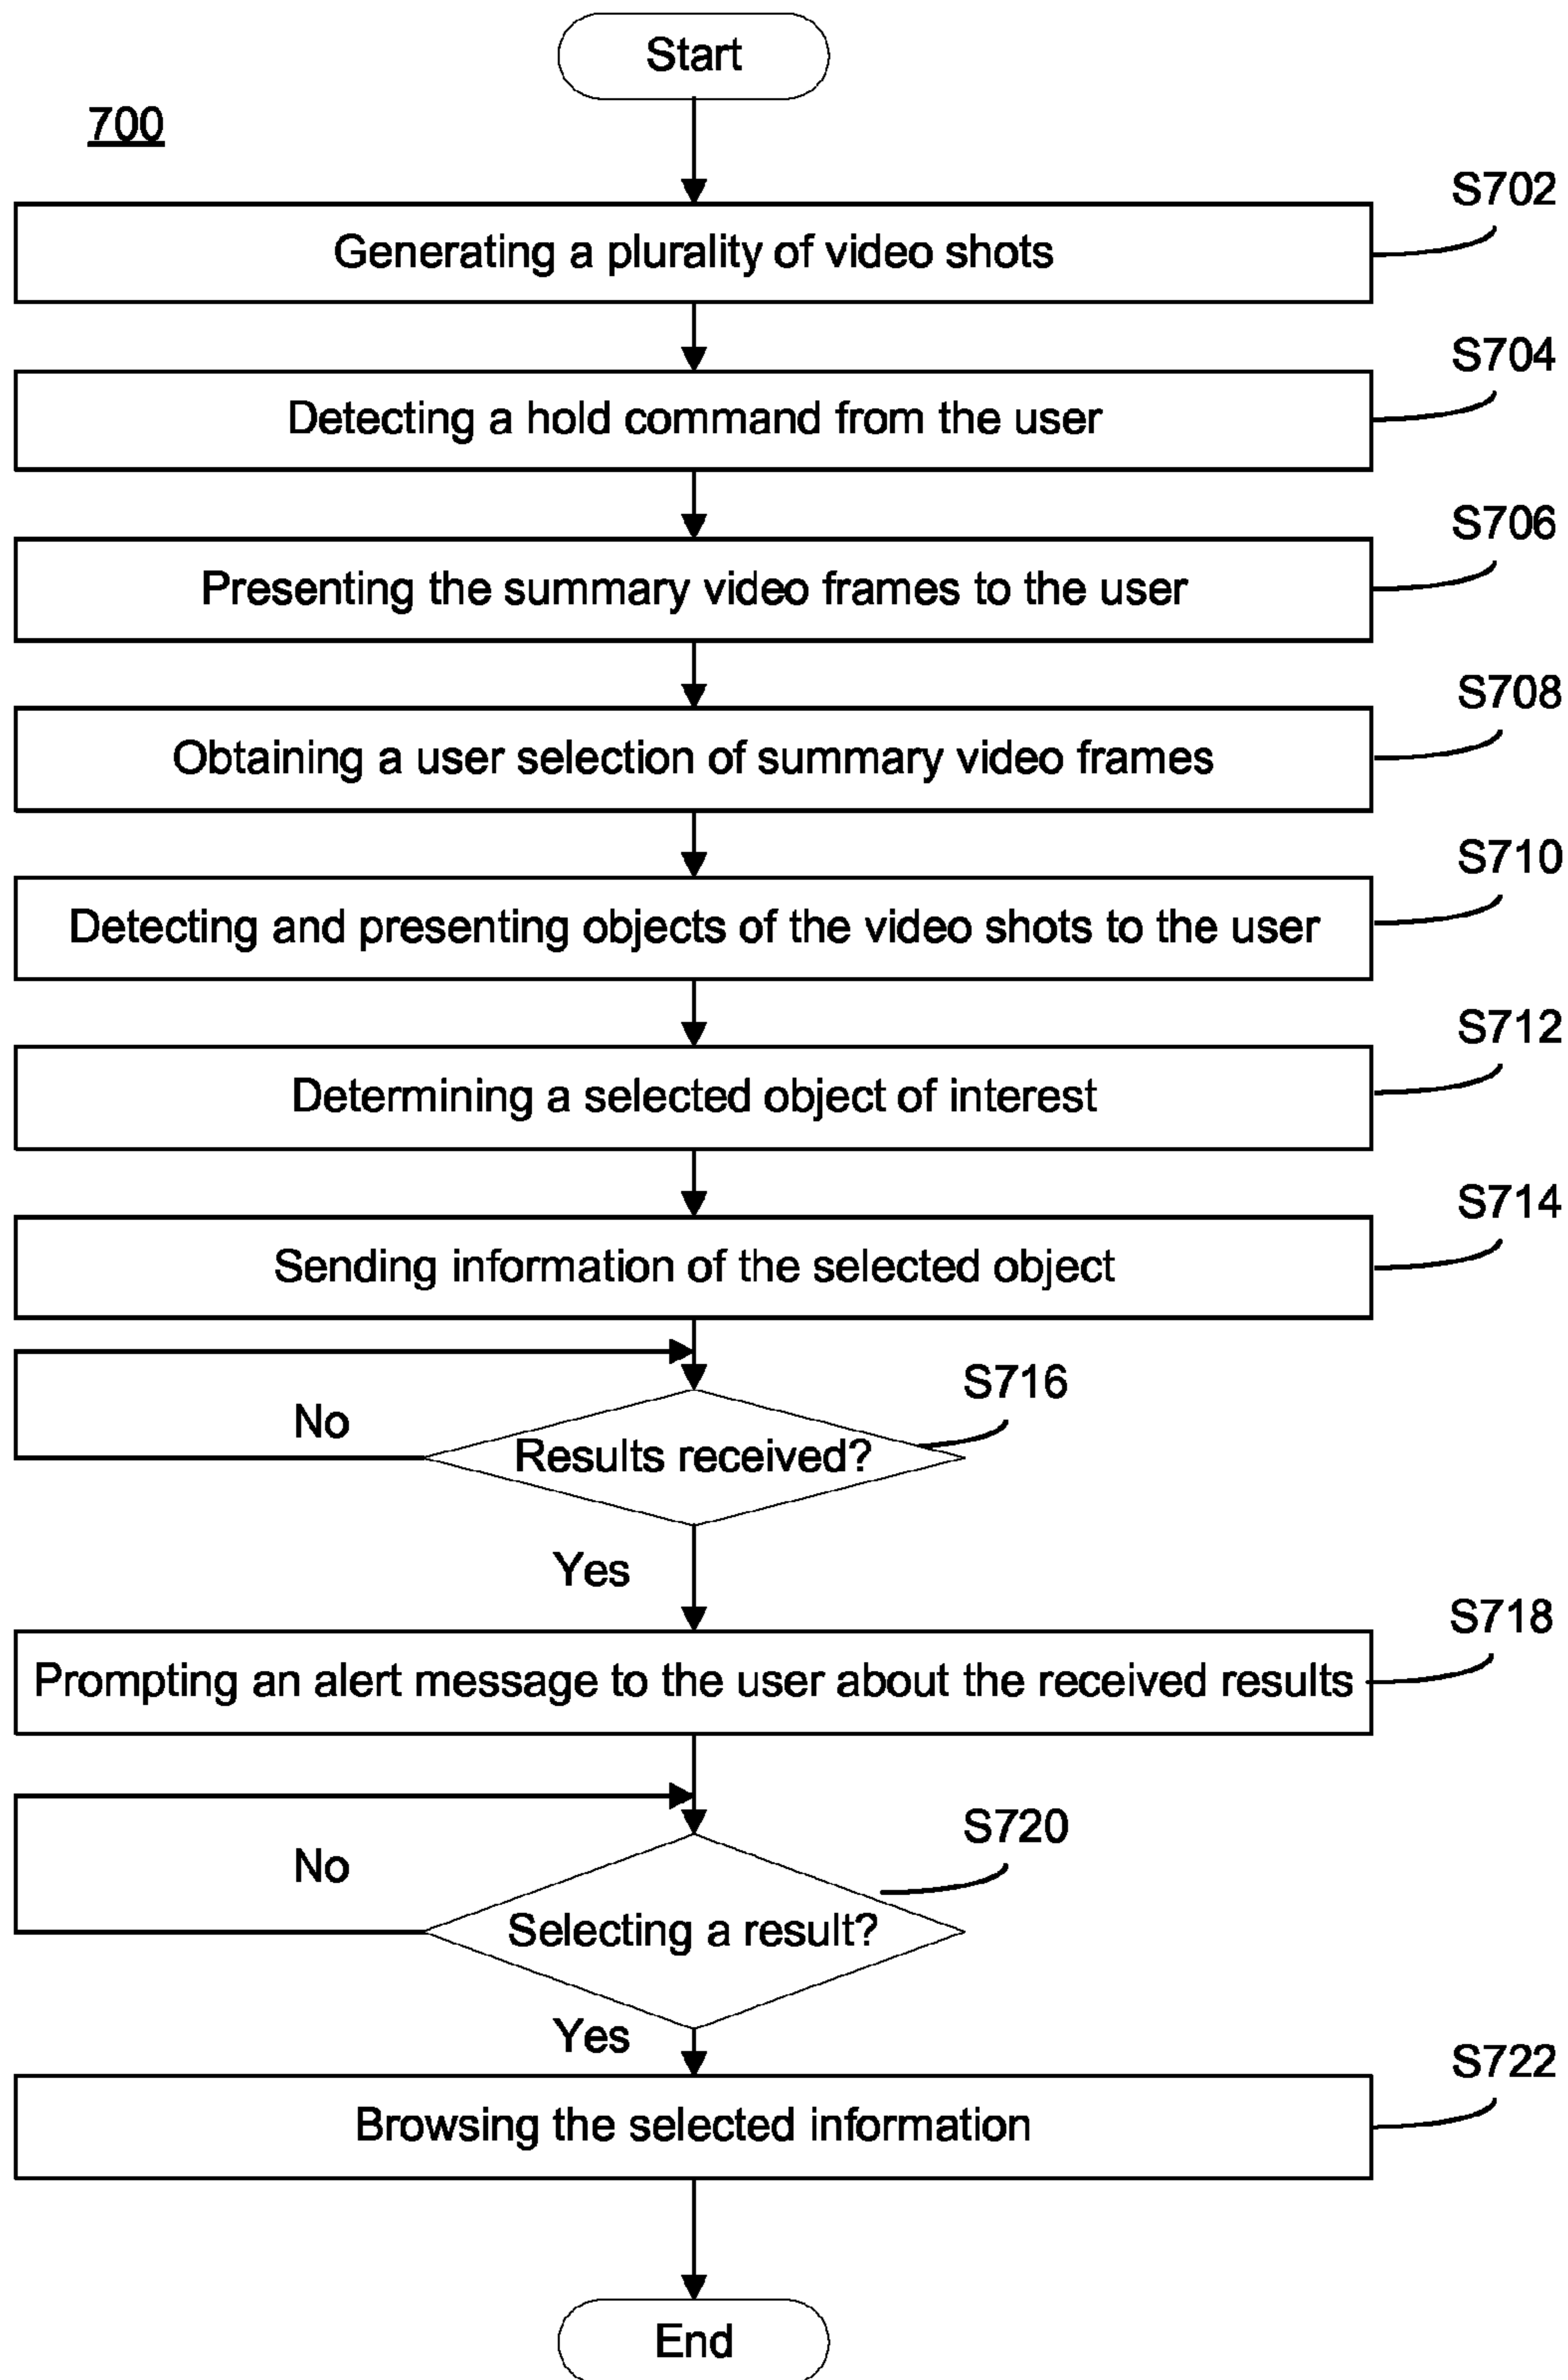 Start
700
S702
Generating a plurality of video shots
S704
Detecting a hold command from the user
S706
Presenting the summary video frames to the user
S708
Obtaining a user selection of summary video frames
S710
Detecting and presenting objects of the video shots to the user
S712
Determining a selected object of interest
S714
Sending information of the selected object
S716
No
Results received?
Yes
S718
Prompting an alert message to the user about the received results
S720
No
Selecting a result?
Yes
S722
Browsing the selected information
End